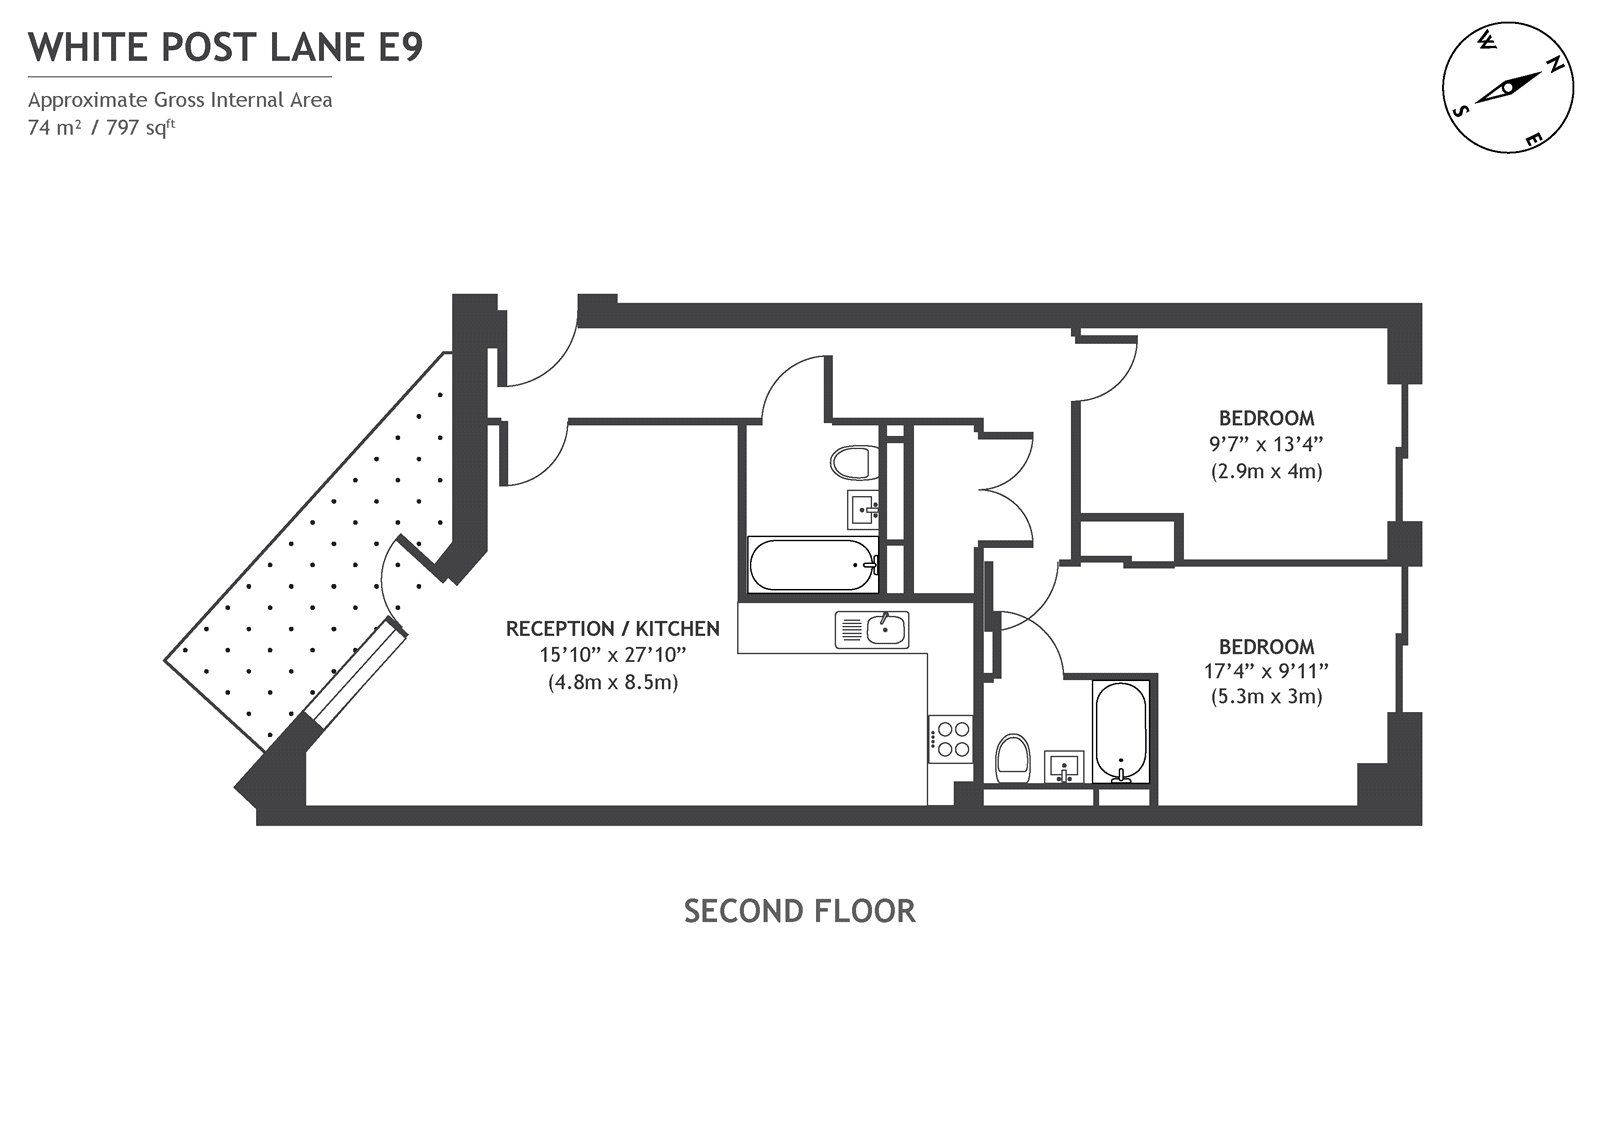 WHITE POST LANE E9
Approximate Gross Internal Area
74 m² / 797 sqft
W
N
S
E
BEDROOM
9'7” x 13'4”
(2.9m x 4m)
RECEPTION / KITCHEN
15'10” x 27'10”
(4.8m x 8.5m)
BEDROOM
17'4” x 9'11”
(5.3m x 3m)
SECOND FLOOR